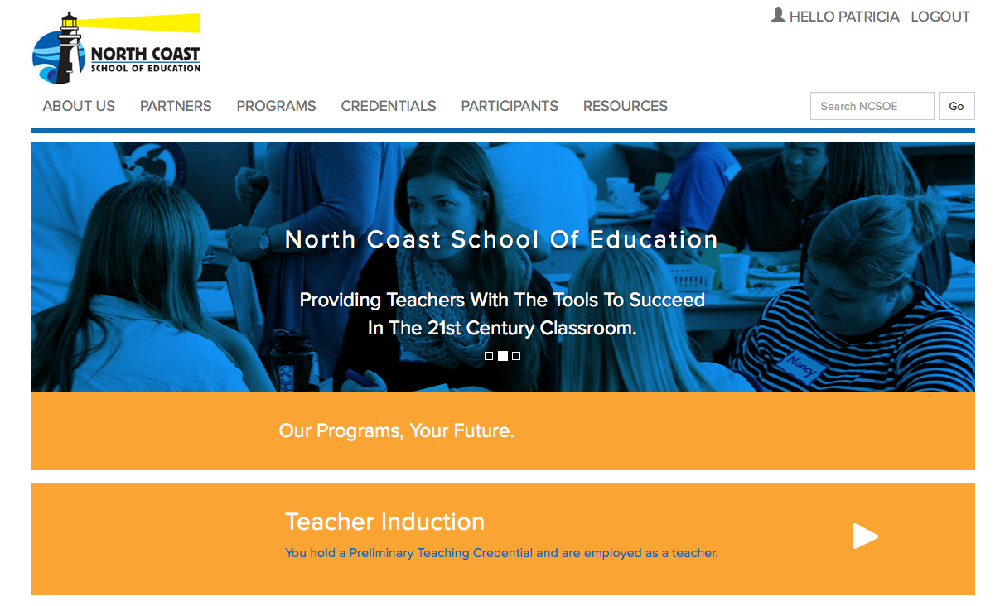 HELLO PATRICIA LOGOUT
NORTH COAST
SCHOOL OF EDUCATION
ABOUT US PARTNERS PROGRAMS CREDENTIALS PARTICIPANTS RESOURCES Search NCSOE Go
North Coast School Of Education
Providing Teachers With The Tools To Succeed
In The 21st Century Classroom.
Nancy
Our Programs, Your Future.
Teacher Induction
You hold a Preliminary Teaching Credential and are employed as a teacher.